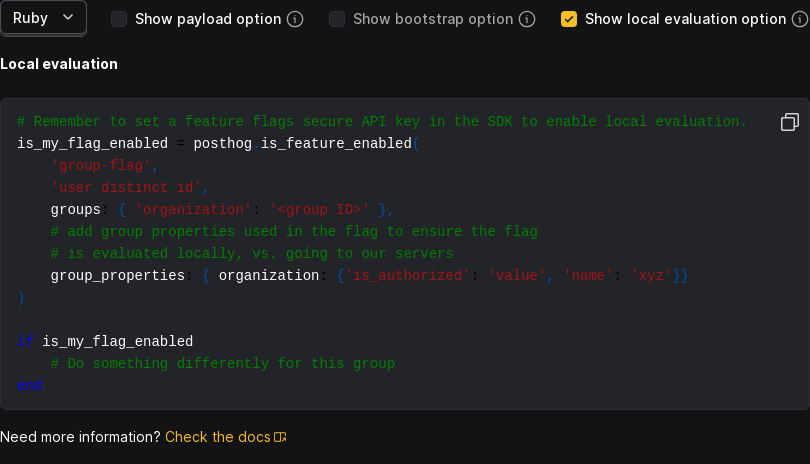 Ruby
Show payload option
Show bootstrap option
Show local evaluation option
Local evaluation
# Remember to set a feature flags secure API key in the SDK to enable local evaluation.
is_my_flag_enabled = posthog.is_feature_enabled(
    'group-flag',
    'user distinct id',
    groups: { 'organization': '<group ID>' },
    # add group properties used in the flag to ensure the flag
    # is evaluated locally, vs. going to our servers
    group_properties: { organization: {'is_authorized': 'value', 'name': 'xyz'}}
)
if is_my_flag_enabled
    # Do something differently for this group
end
Need more information? Check the docs